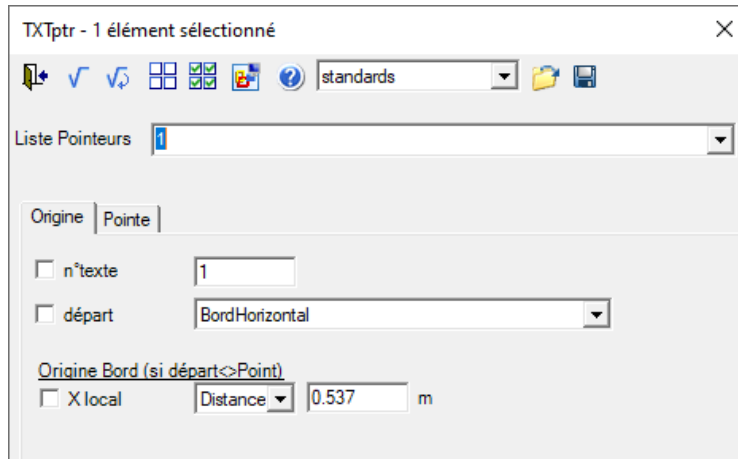 TXTptr - 1 élément sélectionné
standards
Liste Pointeurs 1
Origine Pointe
n°texte 1
départ BordHorizontal
Origine Bord (si départ<>Point)
X local Distance 0.537 m